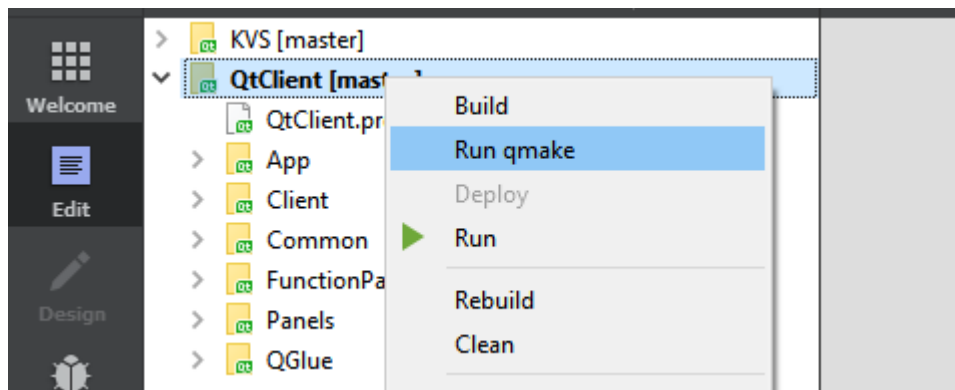 Welcome
Edit
Design
KVS [master]
QtClient [mast
QtClient.pr
App
Client
Common
FunctionPa
Panels
QGlue
Build
Run qmake
Deploy
Run
Rebuild
Clean